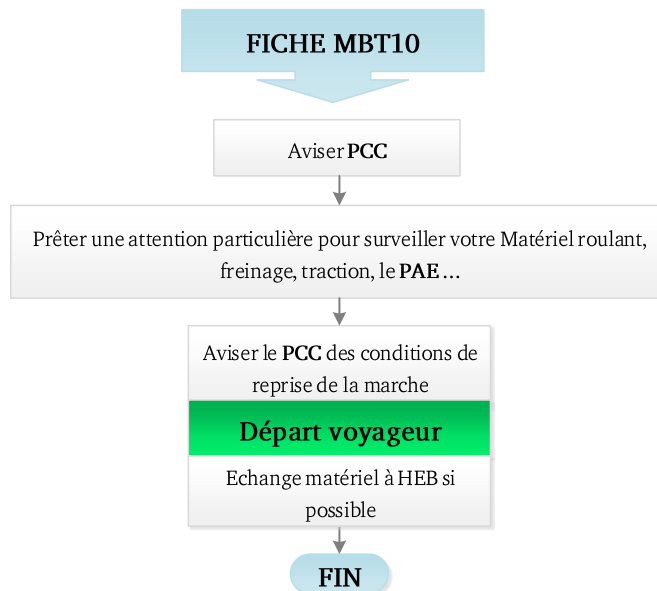 FICHE MBT10
Aviser PCC
Prêter une attention particulière pour surveiller votre Matériel roulant,
freinage, traction, le PAE...
Aviser le PCC des conditions de
reprise de la marche
Départ voyageur
Echange matériel à HEB si
possible
FIN